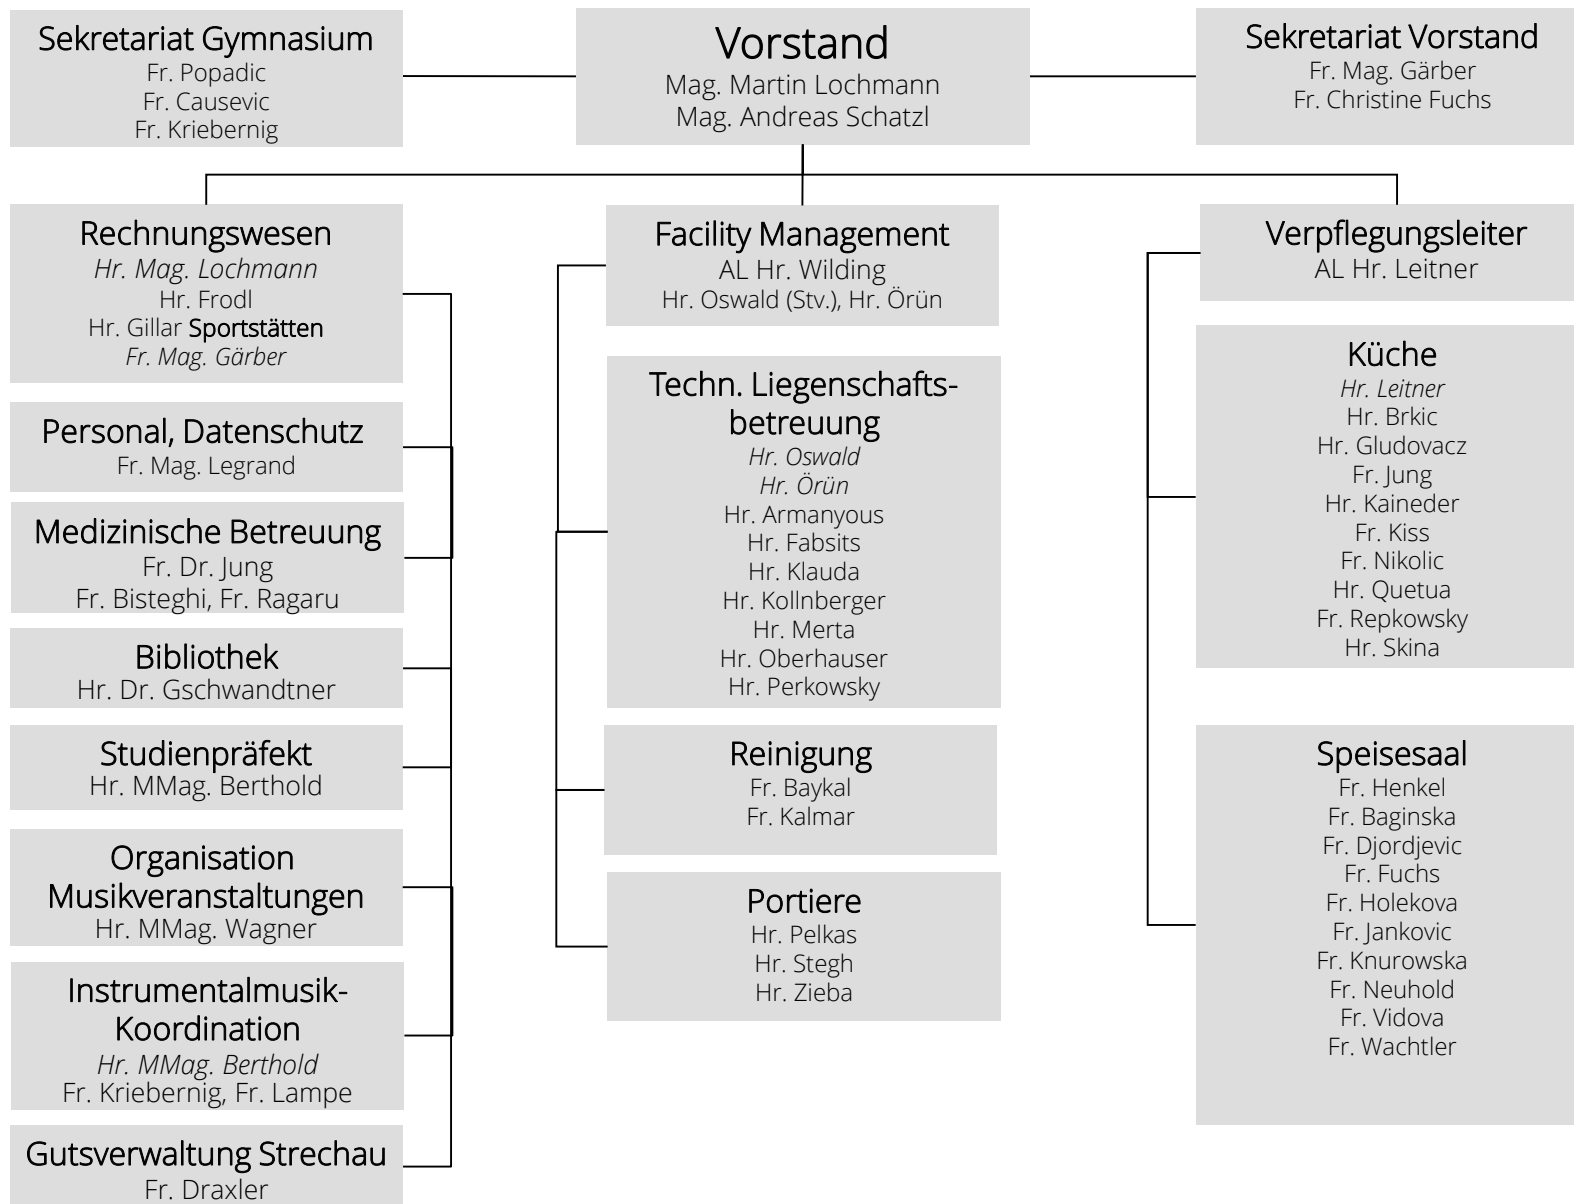 Sekretariat Gymnasium
Fr. Popadic
Fr. Causevic
Fr. Kriebernig
Vorstand
Mag. Martin Lochmann
Mag. Andreas Schatzl
Sekretariat Vorstand
Fr. Mag. Gärber
Fr. Christine Fuchs
Rechnungswesen
Hr. Mag. Lochmann
Hr. Frodl
Hr. Gillar Sportstätten
Fr. Mag. Gärber
Personal, Datenschutz
Fr. Mag. Legrand
Medizinische Betreuung
Fr. Dr. Jung
Fr. Bisteghi, Fr. Ragaru
Bibliothek
Hr. Dr. Gschwandtner
Studienpräfekt
Hr. MMag. Berthold
Organisation
Musikveranstaltungen
Hr. MMag. Wagner
Instrumentalmusik-
Koordination
Hr. MMag. Berthold
Fr. Kriebernig, Fr. Lampe
Gutsverwaltung Strechau
Fr. Draxler
Facility Management
AL Hr. Wilding
Hr. Oswald (Stv.), Hr. Örün
Techn. Liegenschafts-
betreuung
Hr. Oswald
Hr. Örün
Hr. Armanyous
Hr. Fabsits
Hr. Klauda
Hr. Kollnberger
Hr. Merta
Hr. Oberhauser
Hr. Perkowsky
Reinigung
Fr. Baykal
Fr. Kalmar
Portiere
Hr. Pelkas
Hr. Stegh
Hr. Zieba
Verpflegungsleiter
AL Hr. Leitner
Küche
Hr. Leitner
Hr. Brkic
Hr. Gludovacz
Fr. Jung
Hr. Kaineder
Fr. Kiss
Fr. Nikolic
Hr. Quetua
Fr. Repkowsky
Hr. Skina
Speisesaal
Fr. Henkel
Fr. Baginska
Fr. Djordjevic
Fr. Fuchs
Fr. Holekova
Fr. Jankovic
Fr. Knurowska
Fr. Neuhold
Fr. Vidova
Fr. Wachtler